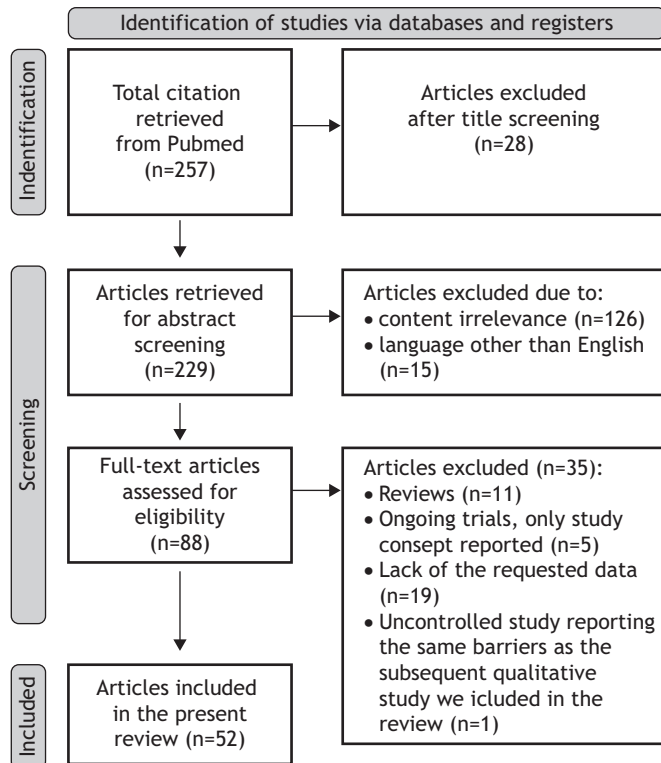 Identification of studies via databases and registers
Indentification
Total citation
retrieved
from Pubmed
(n=257)
Articles excluded
after title screening
(n=28)
Screening
Articles retrieved
for abstract
screening
(n=229)
Articles excluded due to:
• content irrelevance (n=126)
• language other than English
(n=15)
Full-text articles
assessed for
eligibility
(n=88)
Articles excluded (n=35):
• Reviews (n=11)
• Ongoing trials, only study
consept reported (n=5)
• Lack of the requested data
(n=19)
• Uncontrolled study reporting
the same barriers as the
subsequent qualitative
study we icluded in the
review (n=1)
Included
Articles included
in the present
review (n=52)